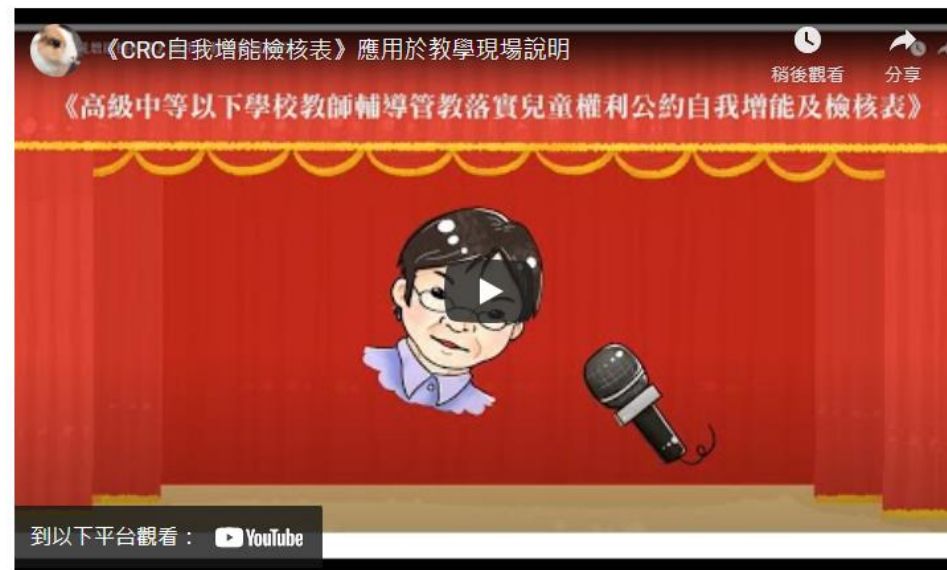 《CRC自我增能檢核表》應用於教學現場說明
稍後觀看
分享
《高級中等以下學校教師輔導管教落實兒童權利公約自我增能及檢核表》
到以下平台觀看： YouTube